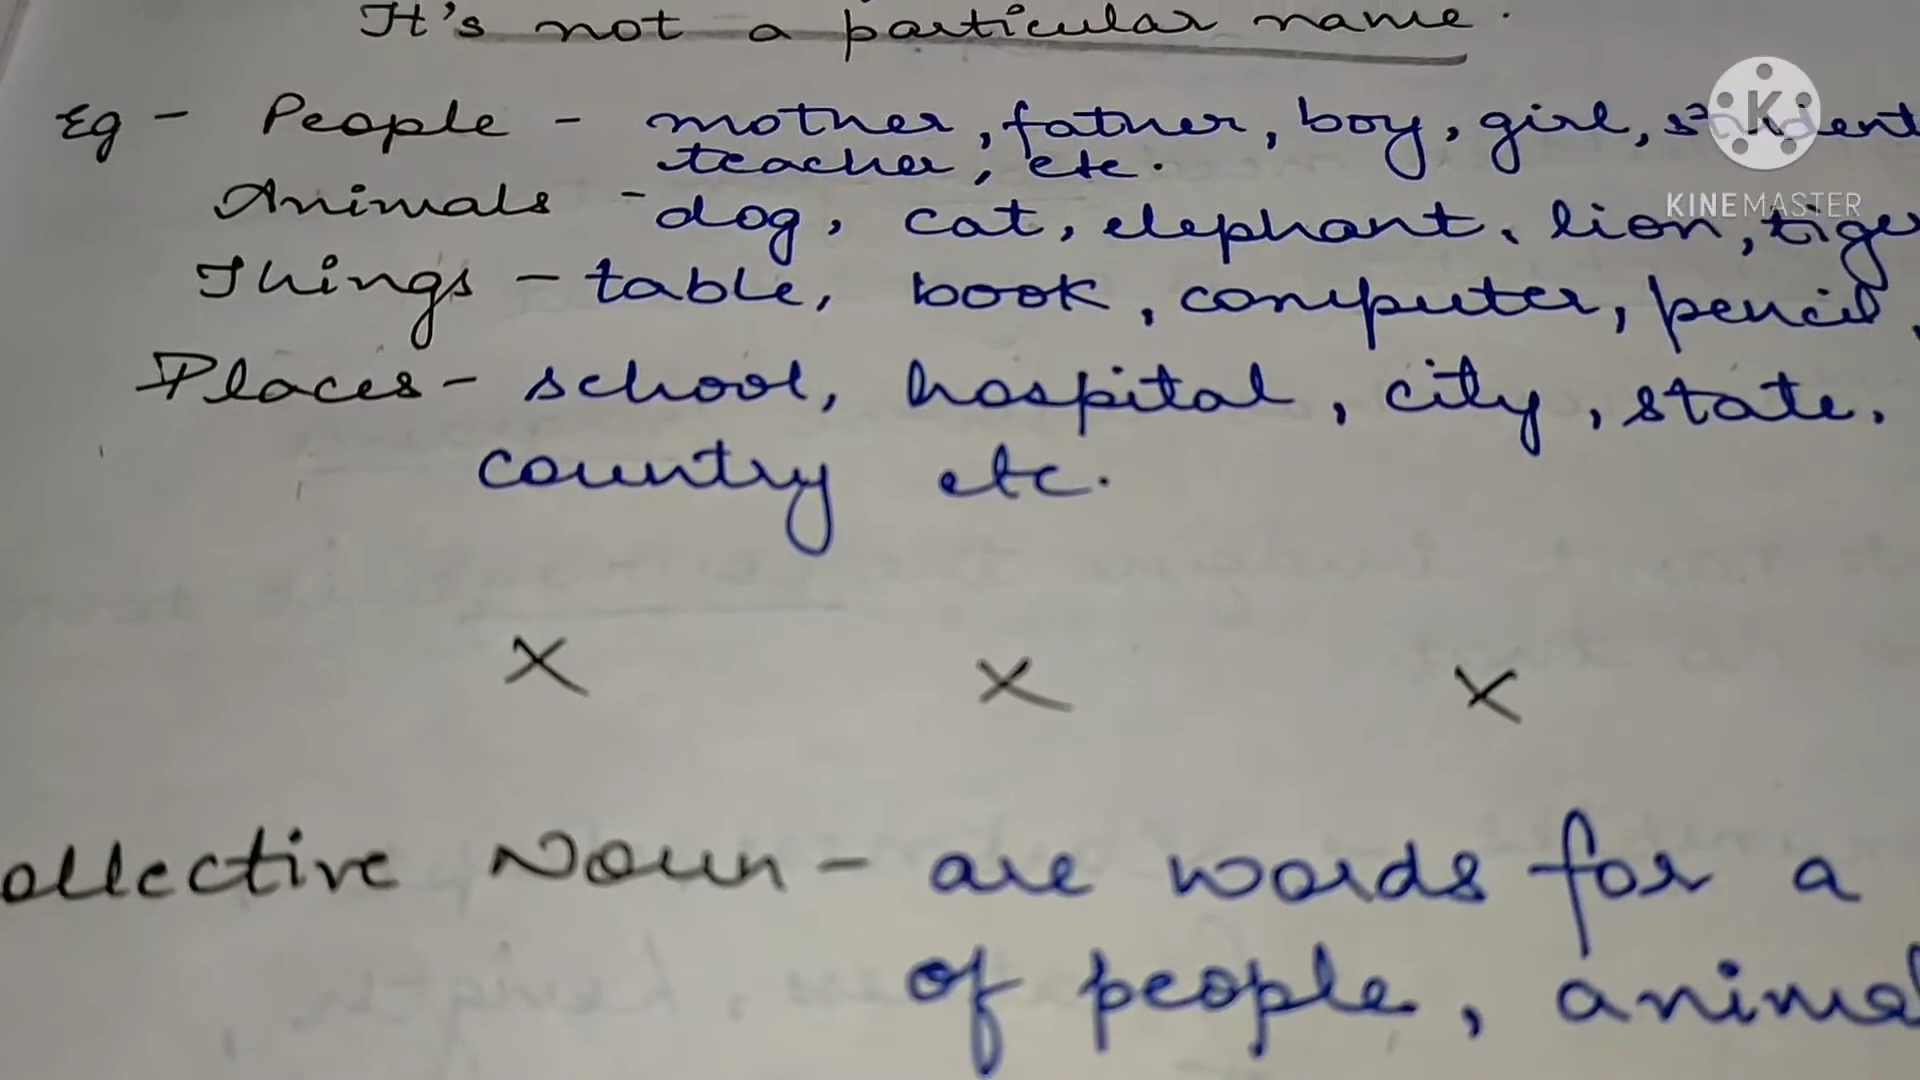 It's not a particular name.
Eg - People - mother, father, boy, girl,
teacher, etc.
Animals - dog, cat, elephant, lion,
Things - table, book, computer, pencil,
Places - school, hospital, city, state,
country etc.
x x x
ollective Noun - are words for a
of people,
K
KINEMASTER